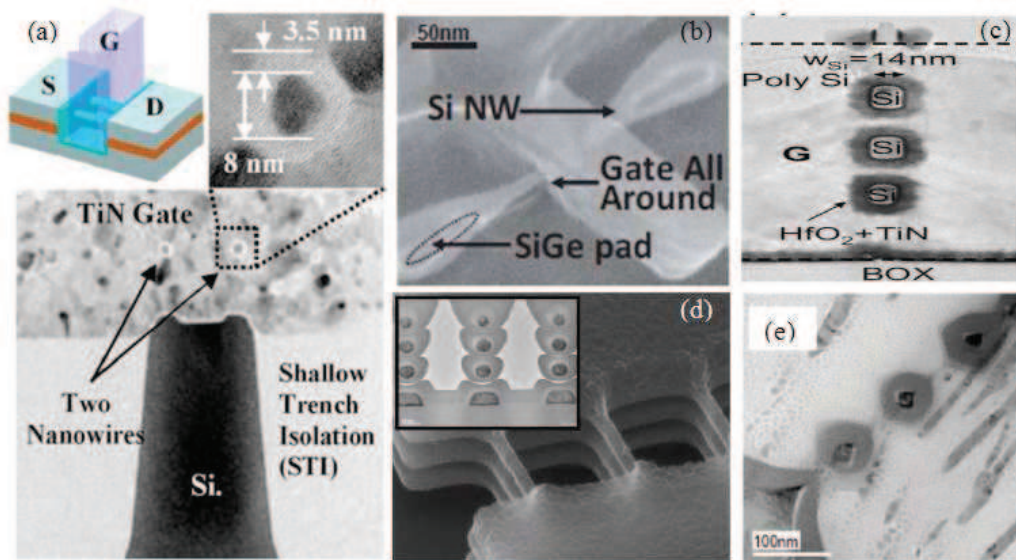 (a)
G
S
D
3.5 nm
8 nm
TiN Gate
Two
Nanowires
Si.
Shallow
Trench
Isolation
(STI)
50nm
(b)
Si NW
Gate All
Around
SiGe pad
(c)
wSi=14nm
Poly Si
Si
G
Si
Si
HfO2+TiN
BOX
(d)
(e)
100nm